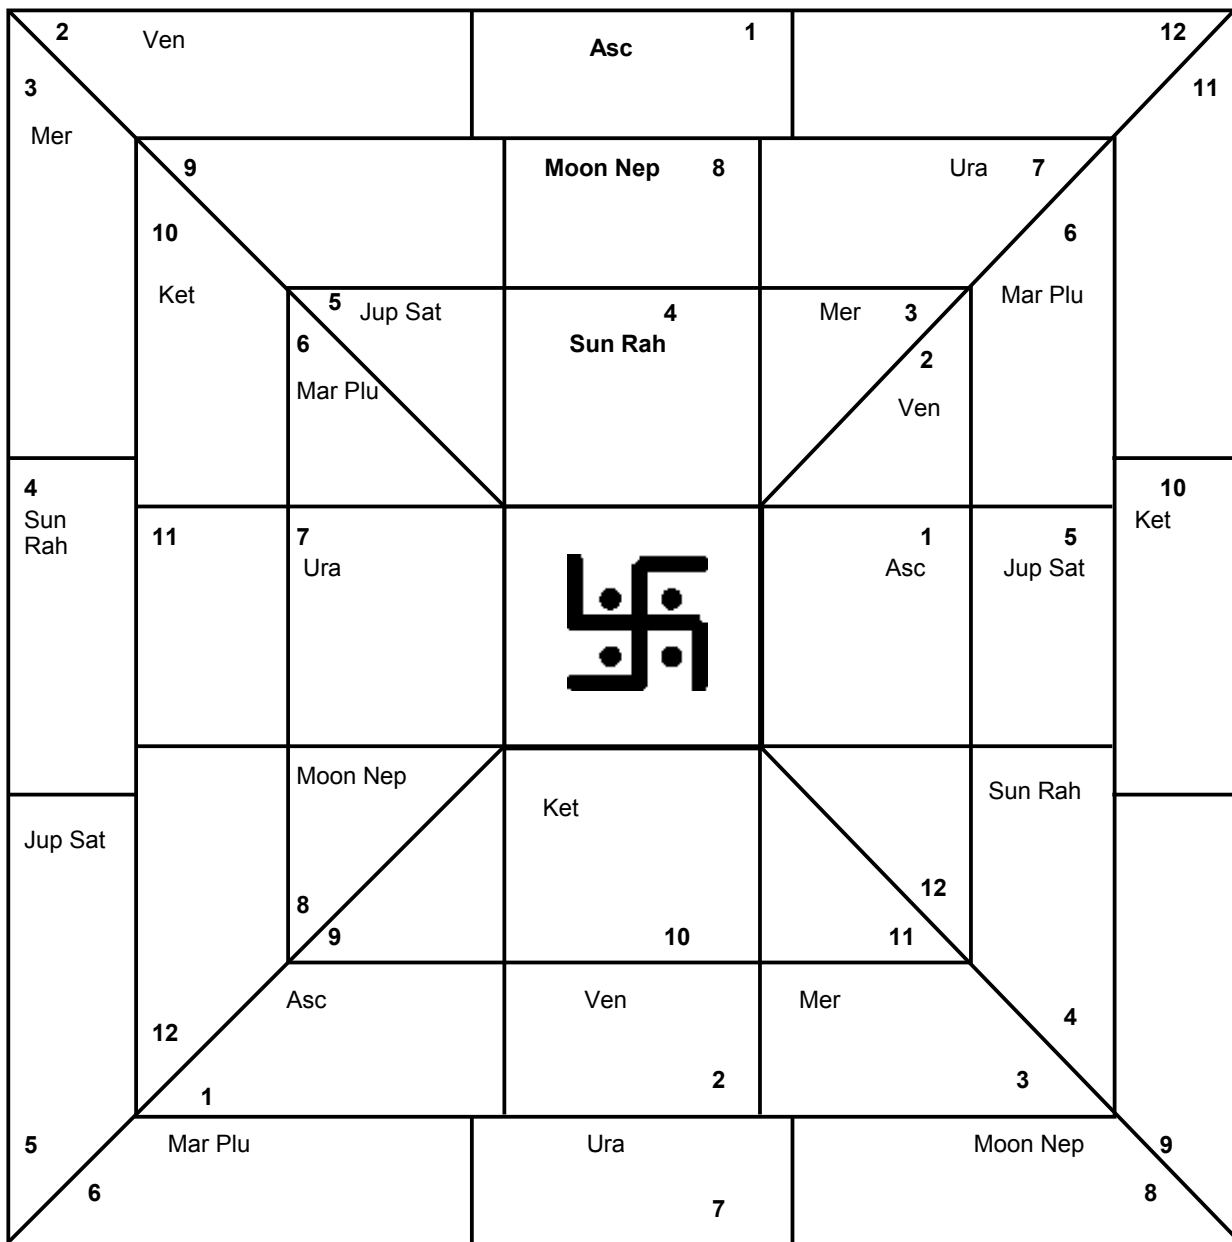 2 Ven Asc 1 12
3 11
Mer
9 Moon Nep 8 Ura 7
10 6
Ket Mar Plu
5 Jup Sat 4 Mer 3
6 Sun Rah 2
Mar Plu Ven
4 10
Sun Ket
Rah
11 7 1 5
Ura Asc Jup Sat
Moon Nep Ket Sun Rah
Jup Sat
8 12
9 10 11
Asc Ven Mer
12 4
1 2 3
5 Mar Plu Ura Moon Nep 9
6 7 8